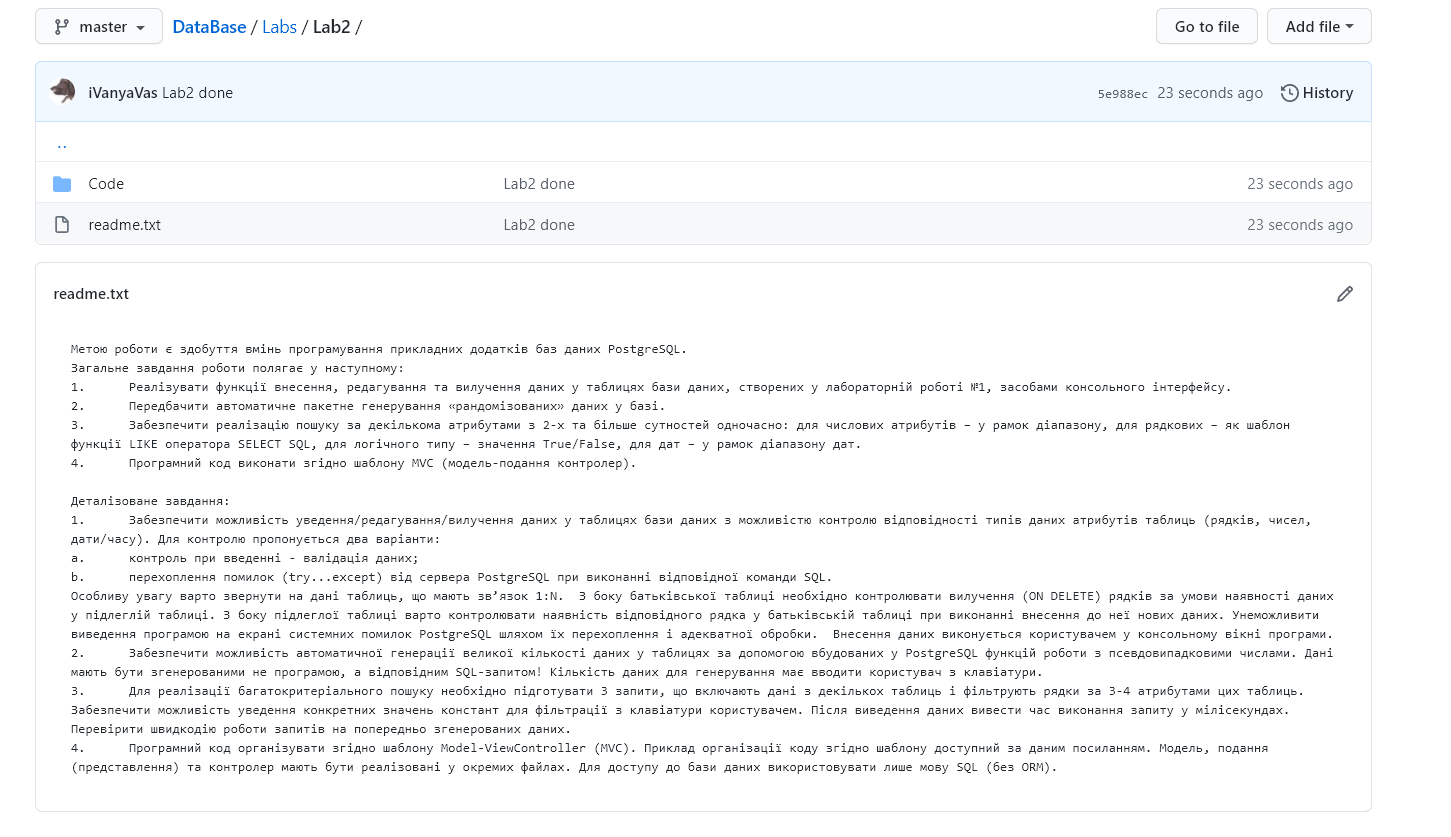 master
DataBase / Labs / Lab2 /
Go to file
Add file
iVanyaVas Lab2 done
5e988ec 23 seconds ago
History
..
Code Lab2 done 23 seconds ago
readme.txt Lab2 done 23 seconds ago
readme.txt
Метою роботи є здобуття вмінь програмування прикладних додатків баз даних PostgreSQL.
Загальне завдання роботи полягає у наступному:
1. Реалізувати функції внесення, редагування та вилучення даних у таблицях бази даних, створених у лабораторній роботі №1, засобами консольного інтерфейсу.
2. Передбачити автоматичне пакетне генерування «рандомізованих» даних у базі.
3. Забезпечити реалізацію пошуку за декількома атрибутами з 2-х та більше сутностей одночасно: для числових атрибутів – у рамок діапазону, для рядкових – як шаблон
функції LIKE оператора SELECT SQL, для логічного типу – значення True/False, для дат – у рамок діапазону дат.
4. Програмний код виконати згідно шаблону MVC (модель-подання контролер).
Деталізоване завдання:
1. Забезпечити можливість уведення/редагування/вилучення даних у таблицях бази даних з можливістю контролю відповідності типів даних атрибутів таблиць (рядків, чисел,
дати/часу). Для контролю пропонується два варіанти:
a. контроль при введенні - валідація даних;
b. перехоплення помилок (try...except) від сервера PostgreSQL при виконанні відповідної команди SQL.
Особливу увагу варто звернути на дані таблиць, що мають зв’язок 1:N. З боку батьківської таблиці необхідно контролювати вилучення (ON DELETE) рядків за умови наявності даних
у підлеглій таблиці. З боку підлеглої таблиці варто контролювати наявність відповідного рядка у батьківській таблиці при виконанні внесення до неї нових даних. Унеможливити
виведення програмою на екрані системних помилок PostgreSQL шляхом їх перехоплення і адекватної обробки. Внесення даних виконується користувачем у консольному вікні програми.
2. Забезпечити можливість автоматичної генерації великої кількості даних у таблицях за допомогою вбудованих у PostgreSQL функцій роботи з псевдовипадковими числами. Дані
мають бути згенерованими не програмою, а відповідним SQL-запитом! Кількість даних для генерування має вводити користувач з клавіатури.
3. Для реалізації багатокритеріального пошуку необхідно підготувати 3 запити, що включають дані з декількох таблиць і фільтрують рядки за 3-4 атрибутами цих таблиць.
Забезпечити можливість уведення конкретних значень констант для фільтрації з клавіатури користувачем. Після виведення даних вивести час виконання запиту у мілісекундах.
Перевірити швидкодію роботи запитів на попередньо згенерованих даних.
4. Програмний код організувати згідно шаблону Model-ViewController (MVC). Приклад організації коду згідно шаблону доступний за даним посиланням. Модель, подання
(представлення) та контролер мають бути реалізовані у окремих файлах. Для доступу до бази даних використовувати лише мову SQL (без ORM).